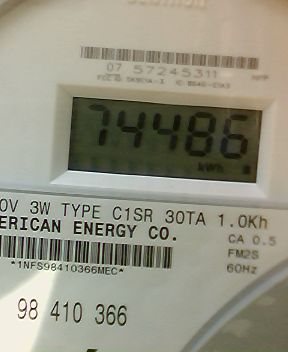 07 57245311
74486
kWh
0V 3W TYPE C1SR 30TA 1.0Kh
ERICAN ENERGY CO.
CA 0.5
FM2S
60Hz
*1NFS98410366MEC*
98 410 366